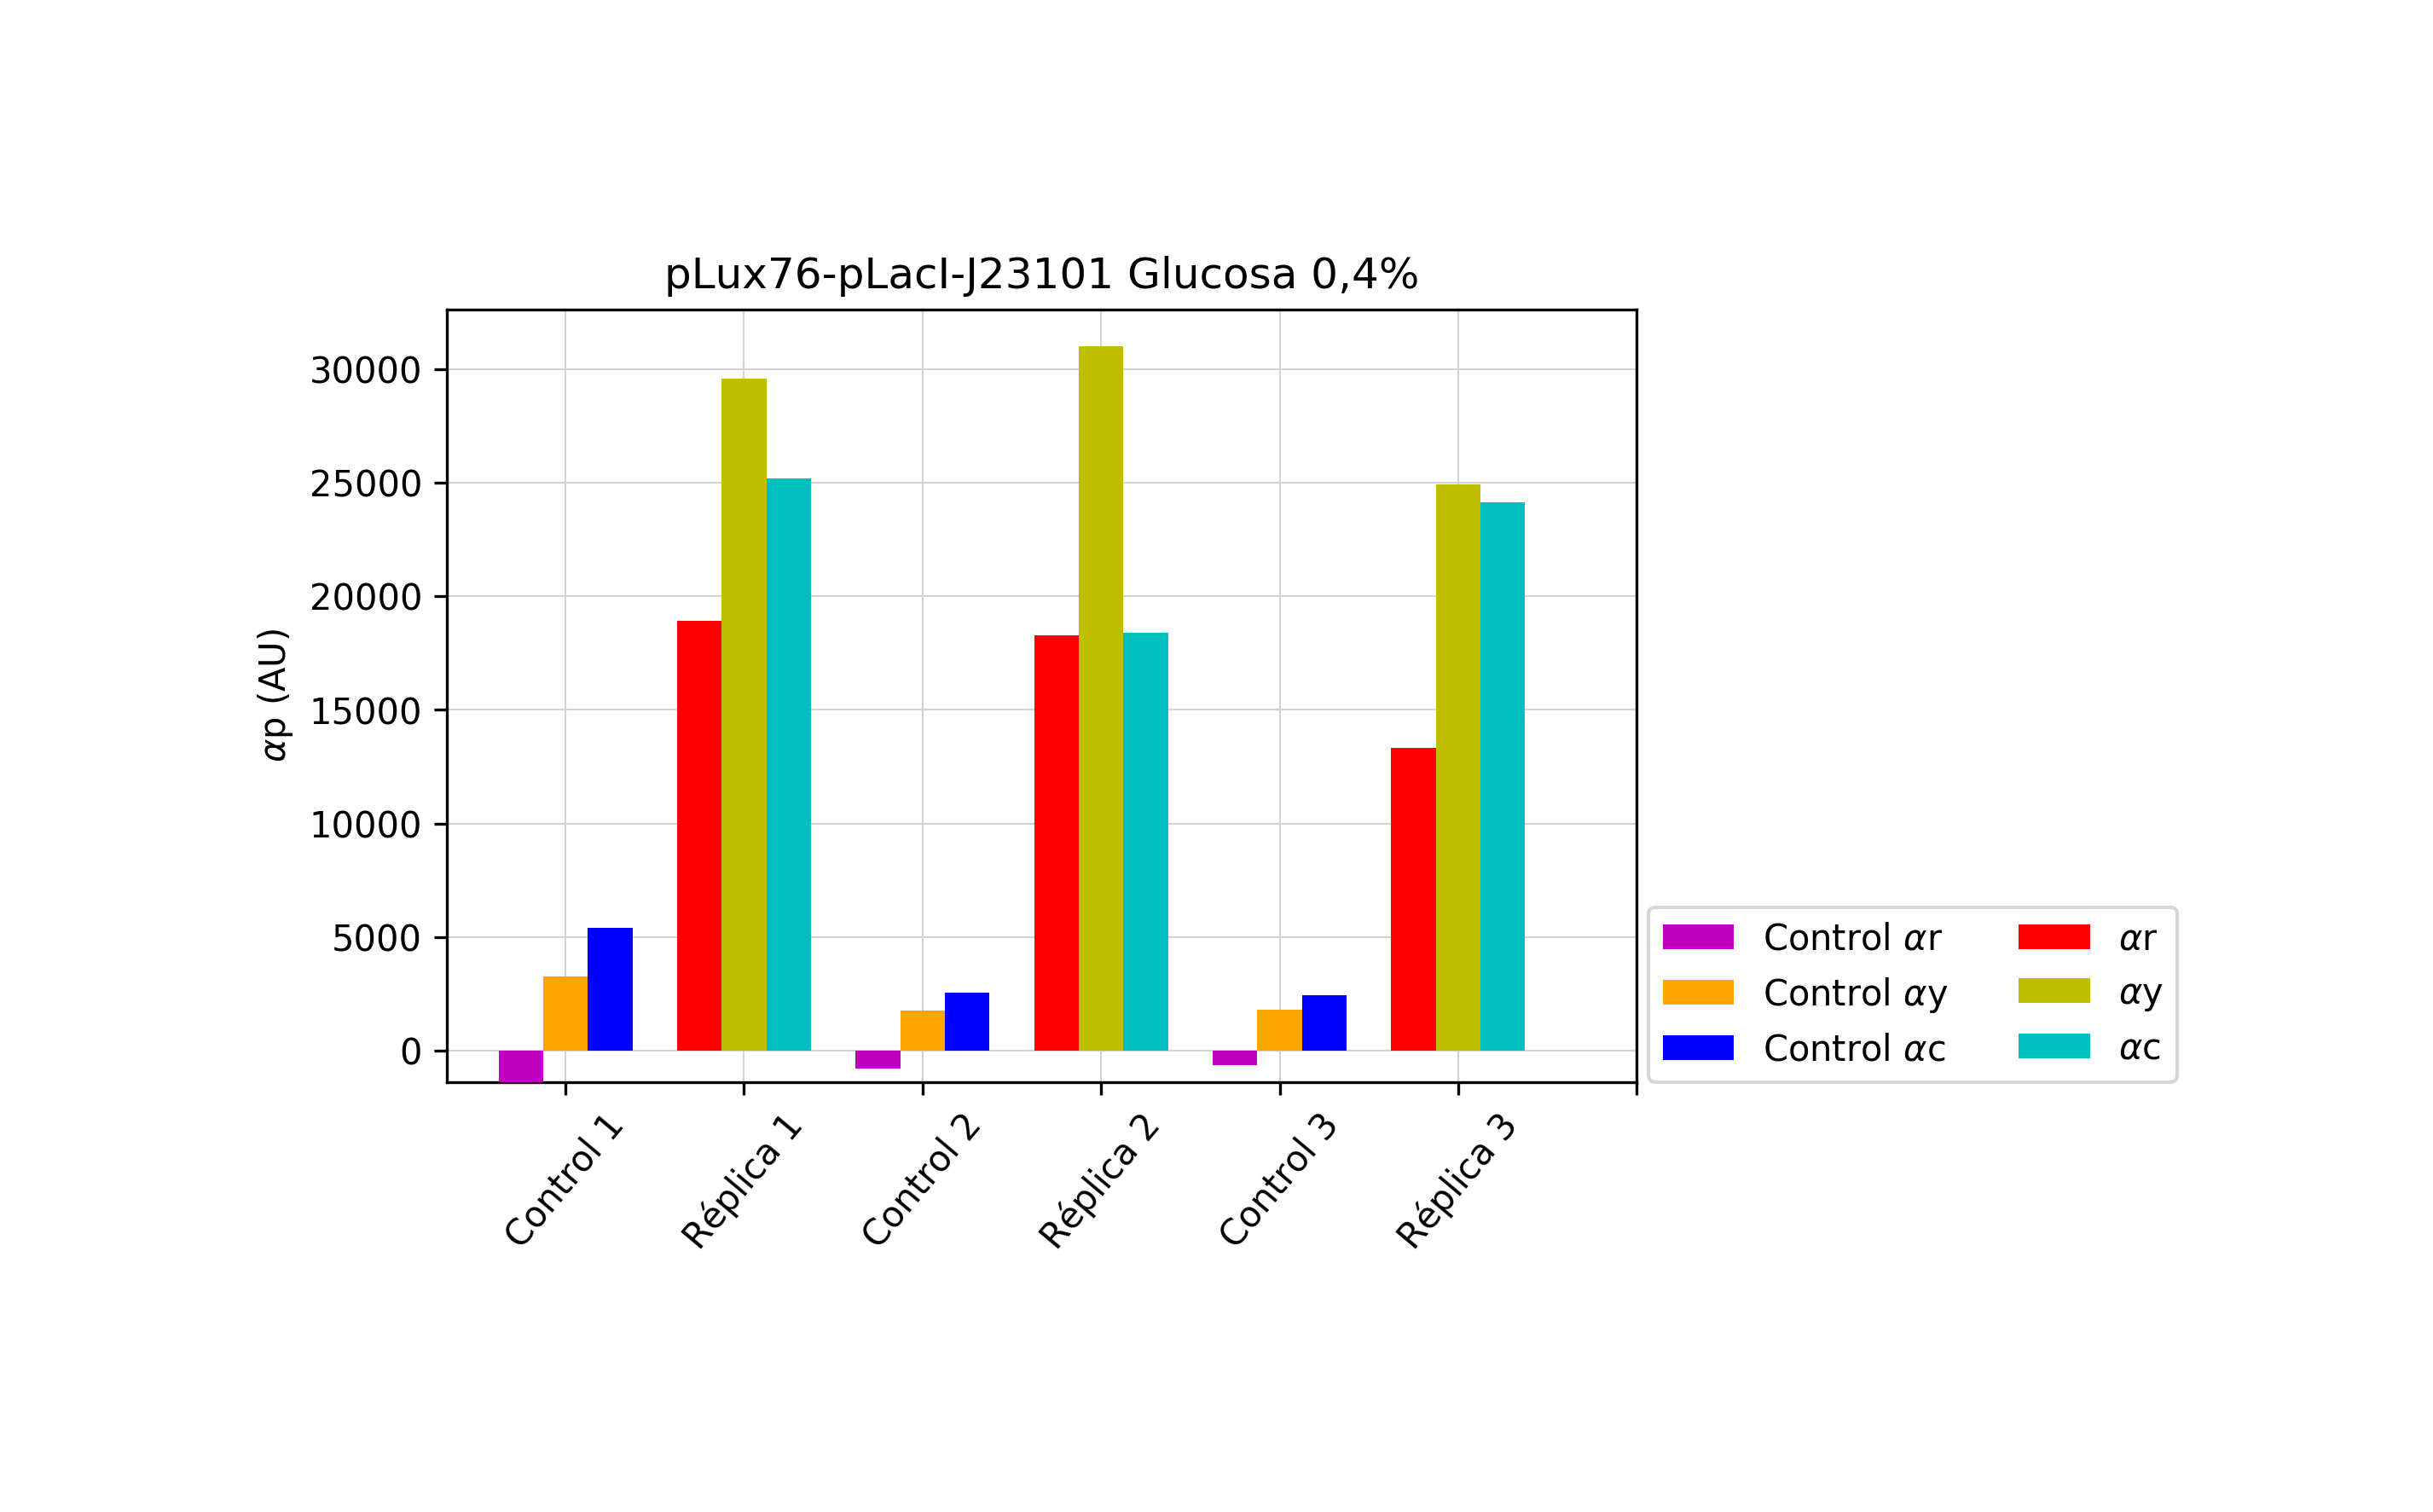 pLux76-pLacI-J23101 Glucosa 0,4%
αp (AU)
30000
25000
20000
15000
10000
5000
0
Control 1
Réplica 1
Control 2
Réplica 2
Control 3
Réplica 3
Control αr
Control αy
Control αc
αr
αy
αc